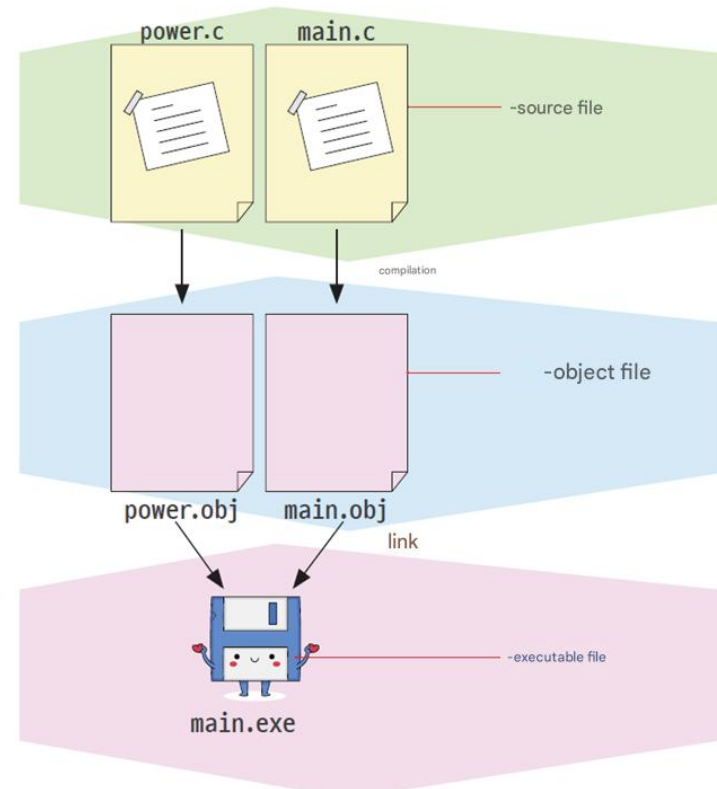 power.c
main.c
-source file
compilation
-object file
power.obj
main.obj
link
-executable file
main.exe